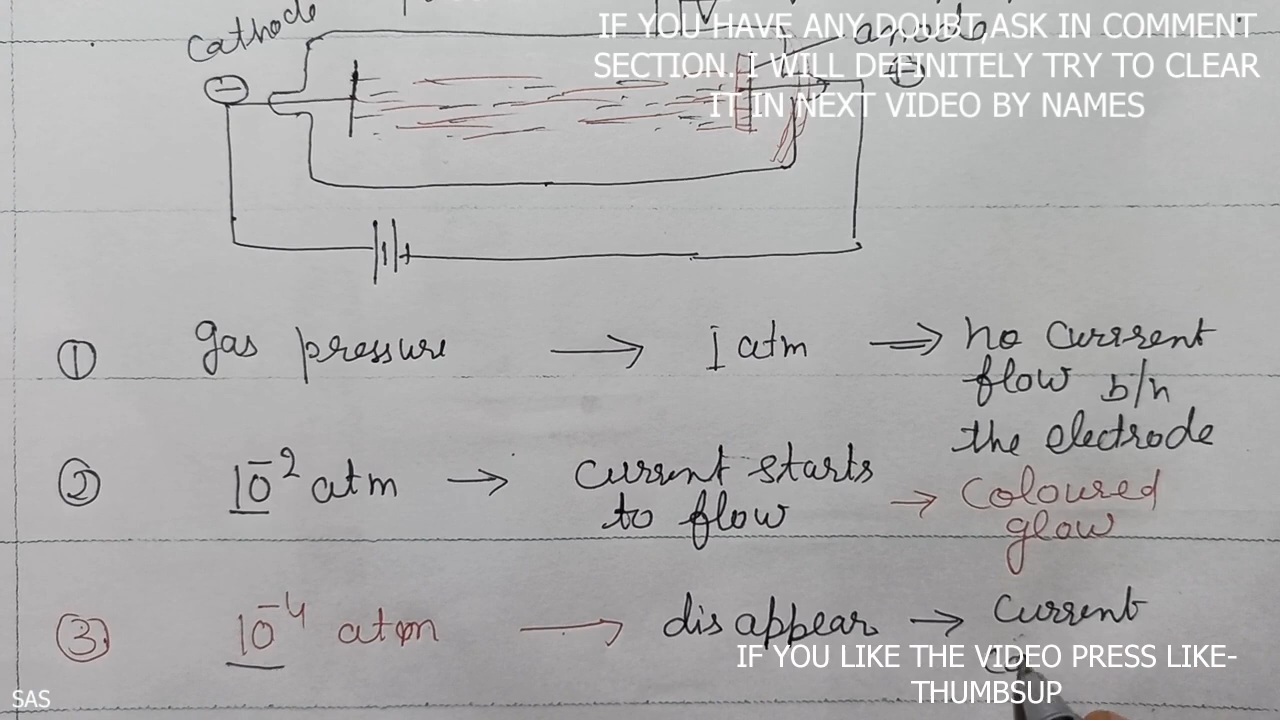 cathode
IF YOU HAVE ANY DOUBT,ASK IN COMMENT
SECTION. I WILL DEFINITELY TRY TO CLEAR
IT IN NEXT VIDEO BY NAMES
anode
−
+
① gas pressure → 1 atm ⇒ no current
flow b/n
the electrode
② 10⁻² atm → current starts
to flow → coloured
glow
③ 10⁻⁴ atm → disappear → current
co
IF YOU LIKE THE VIDEO PRESS LIKE-
THUMBSUP
SAS